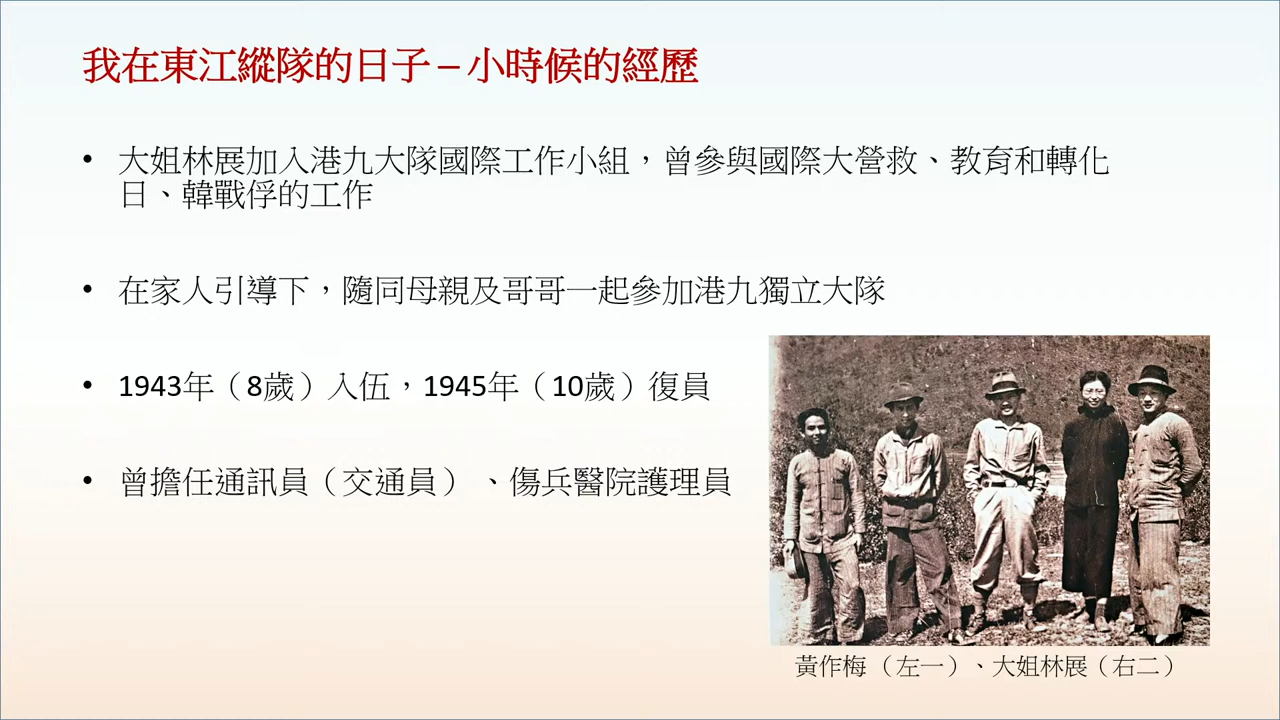 我在東江縱隊的日子 – 小時候的經歷
• 大姐林展加入港九大隊國際工作小組，曾參與國際大營救、教育和轉化
日、韓戰俘的工作
• 在家人引導下，隨同母親及哥哥一起參加港九獨立大隊
• 1943年（8歲）入伍，1945年（10歲）復員
• 曾擔任通訊員（交通員） 、傷兵醫院護理員
黃作梅 （左一）、大姐林展（右二）